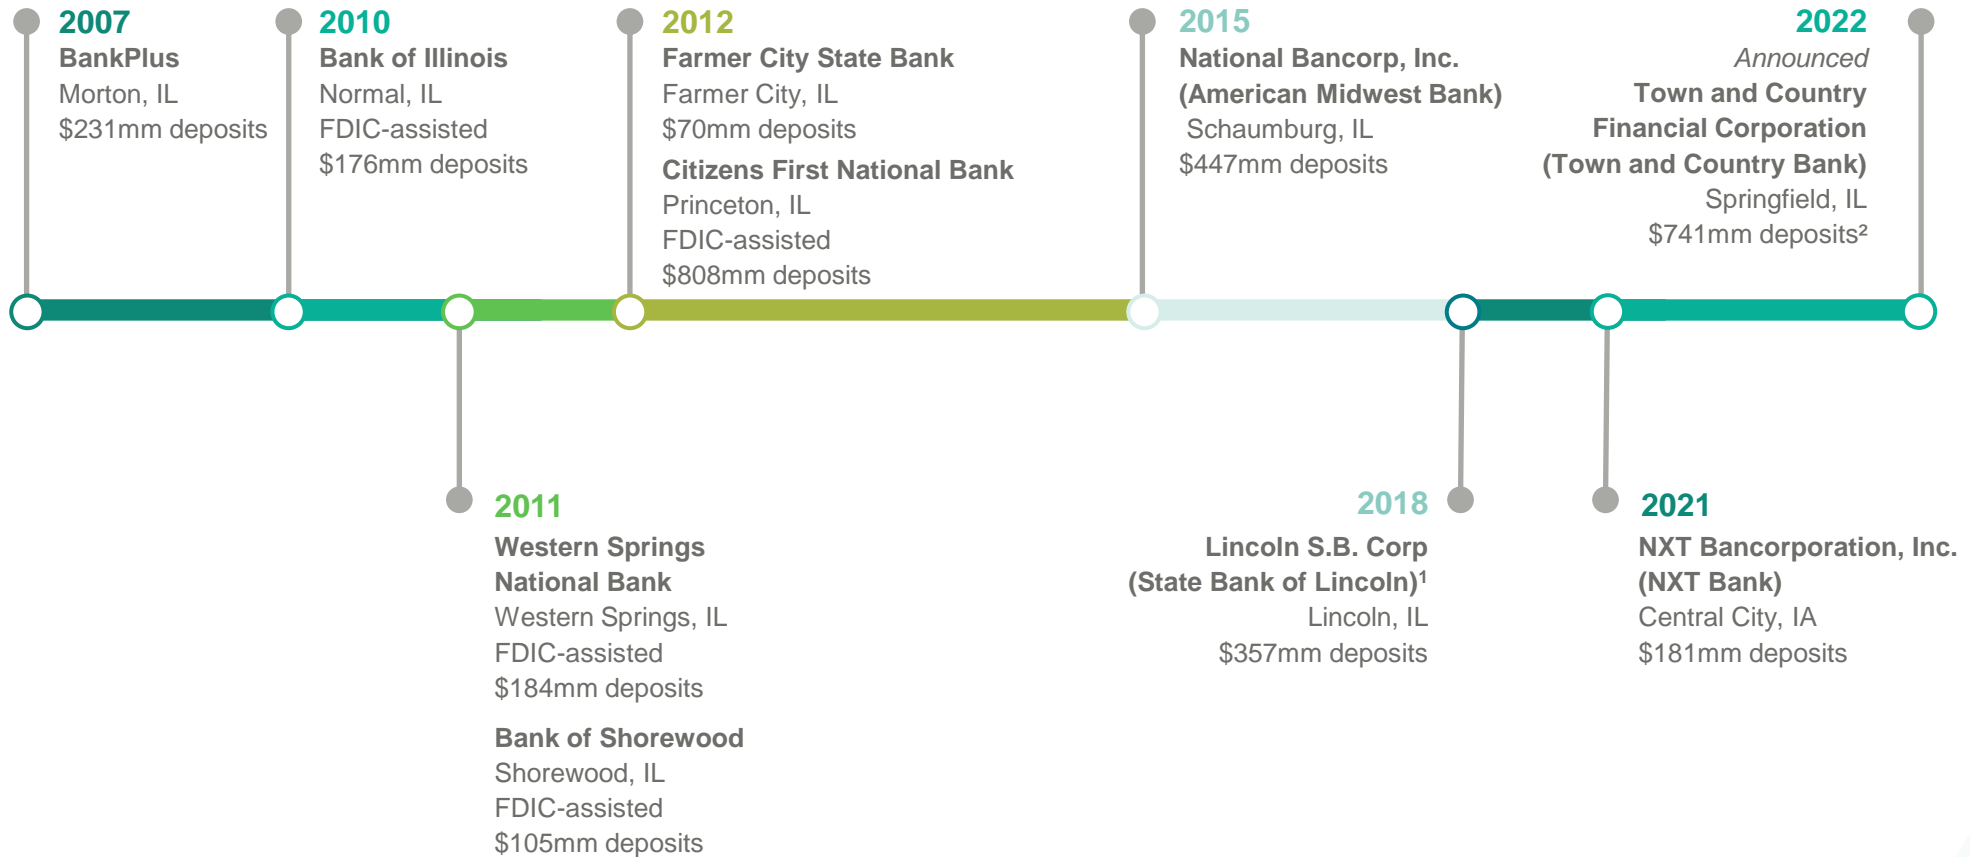 2007
BankPlus
Morton, IL
$231mm deposits
2010
Bank of Illinois
Normal, IL
FDIC-assisted
$176mm deposits
2012
Farmer City State Bank
Farmer City, IL
$70mm deposits
Citizens First National Bank
Princeton, IL
FDIC-assisted
$808mm deposits
2015
National Bancorp, Inc.
(American Midwest Bank)
Schaumburg, IL
$447mm deposits
2022
Announced
Town and Country
Financial Corporation
(Town and Country Bank)
Springfield, IL
$741mm deposits²
2011
Western Springs
National Bank
Western Springs, IL
FDIC-assisted
$184mm deposits
Bank of Shorewood
Shorewood, IL
FDIC-assisted
$105mm deposits
2018
Lincoln S.B. Corp
(State Bank of Lincoln)¹
Lincoln, IL
$357mm deposits
2021
NXT Bancorporation, Inc.
(NXT Bank)
Central City, IA
$181mm deposits